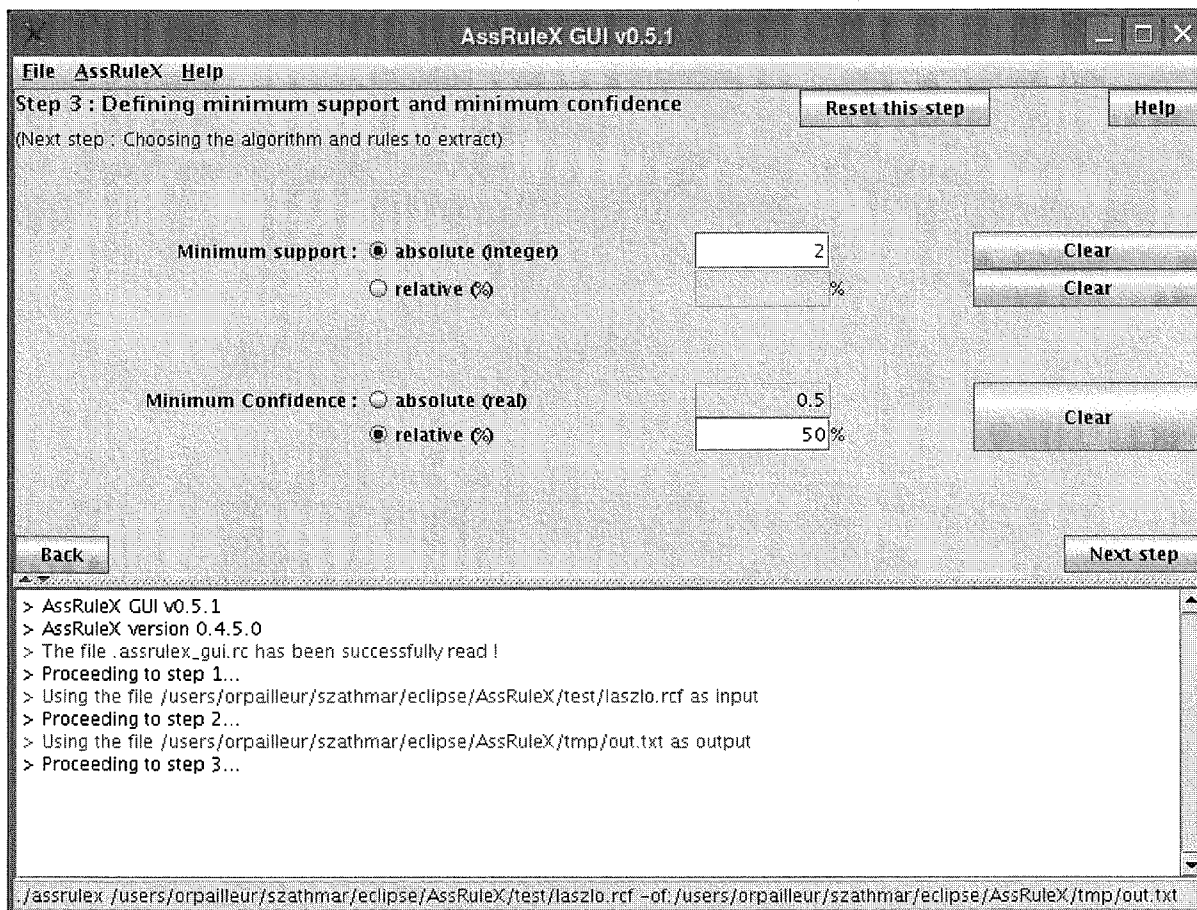 AssRuleX GUI v0.5.1
File AssRuleX Help
Step 3 : Defining minimum support and minimum confidence Reset this step Help
(Next step : Choosing the algorithm and rules to extract)
Minimum support : absolute (integer) 2 Clear
relative (%) % Clear
Minimum Confidence : absolute (real) 0.5 Clear
relative (%) 50 %
Back Next step
> AssRuleX GUI v0.5.1
> AssRuleX version 0.4.5.0
> The file .assrulex_gui.rc has been successfully read !
> Proceeding to step 1...
> Using the file /users/orpailleur/szathmar/eclipse/AssRuleX/test/laszlo.rcf as input
> Proceeding to step 2...
> Using the file /users/orpailleur/szathmar/eclipse/AssRuleX/tmp/out.txt as output
> Proceeding to step 3...
./assrulex /users/orpailleur/szathmar/eclipse/AssRuleX/test/laszlo.rcf -of:/users/orpailleur/szathmar/eclipse/AssRuleX/tmp/out.txt